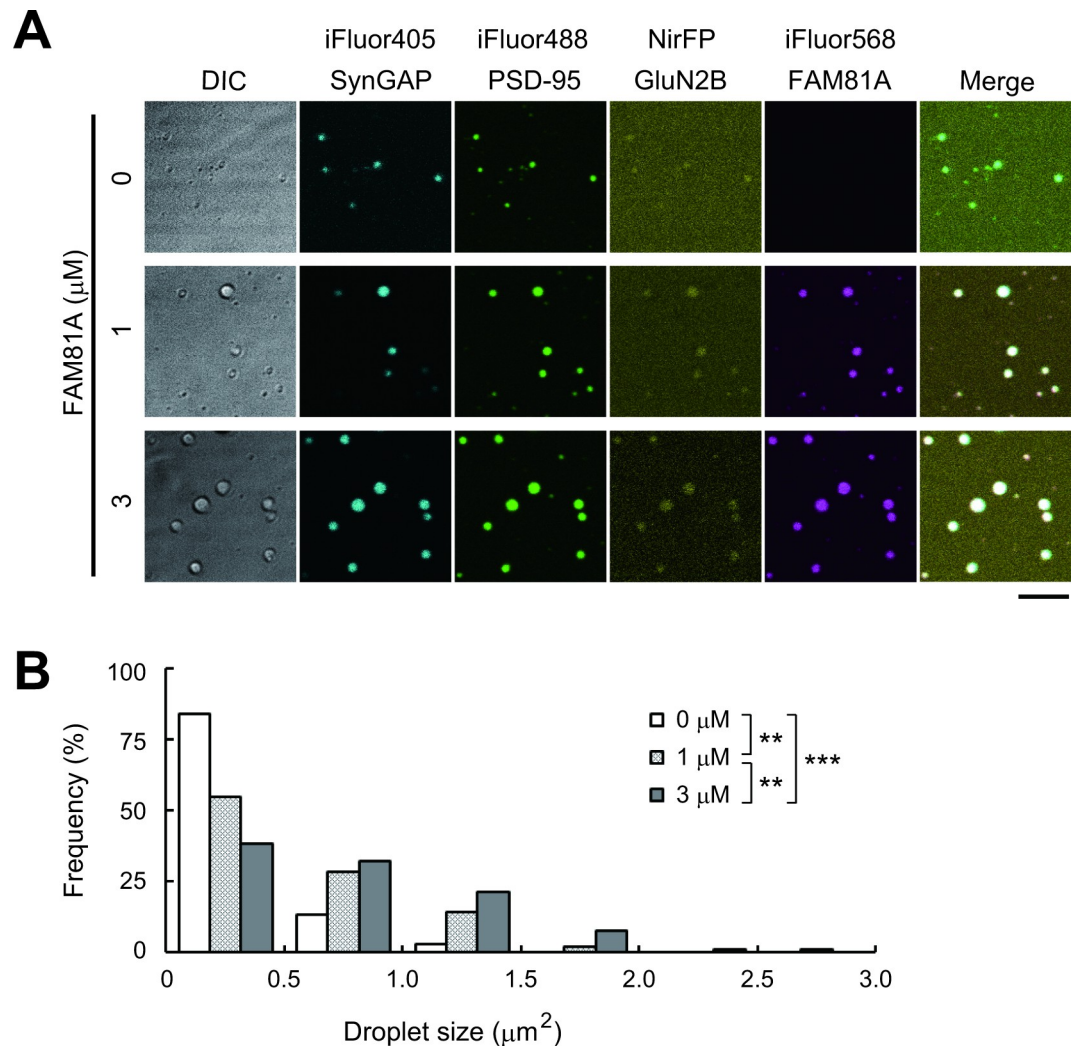 A
iFluor405 iFluor488 NirFP iFluor568
DIC SynGAP PSD-95 GluN2B FAM81A Merge
FAM81A (μM)
0
1
3
B
Frequency (%)
100
75
50
25
0
0 μM
1 μM
3 μM
**
**
***
0 0.5 1.0 1.5 2.0 2.5 3.0
Droplet size (μm²)